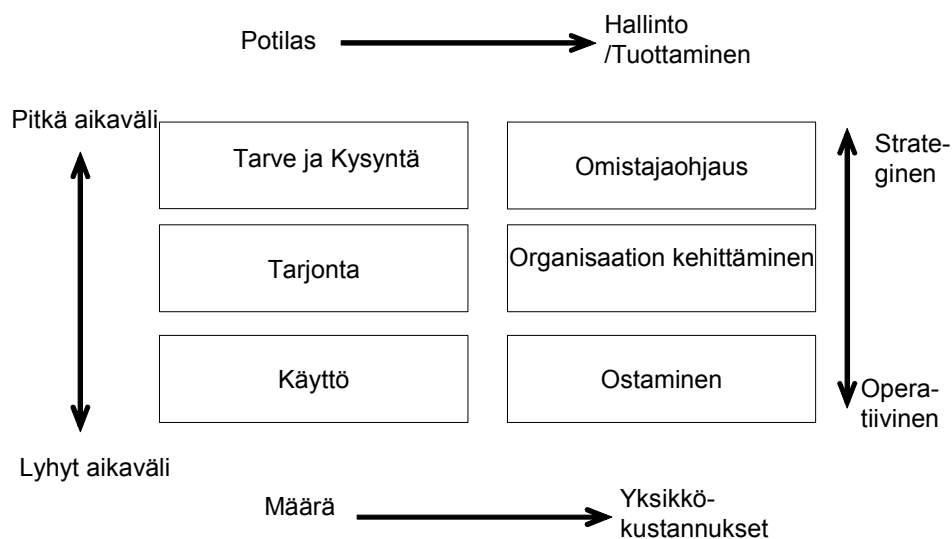 Potilas
Hallinto
/Tuottaminen
Pitkä aikaväli
Tarve ja Kysyntä
Omistajaohjaus
Strate-
ginen
Tarjonta
Organisaation kehittäminen
Käyttö
Ostaminen
Opera-
tiivinen
Lyhyt aikaväli
Määrä
Yksikkö-
kustannukset